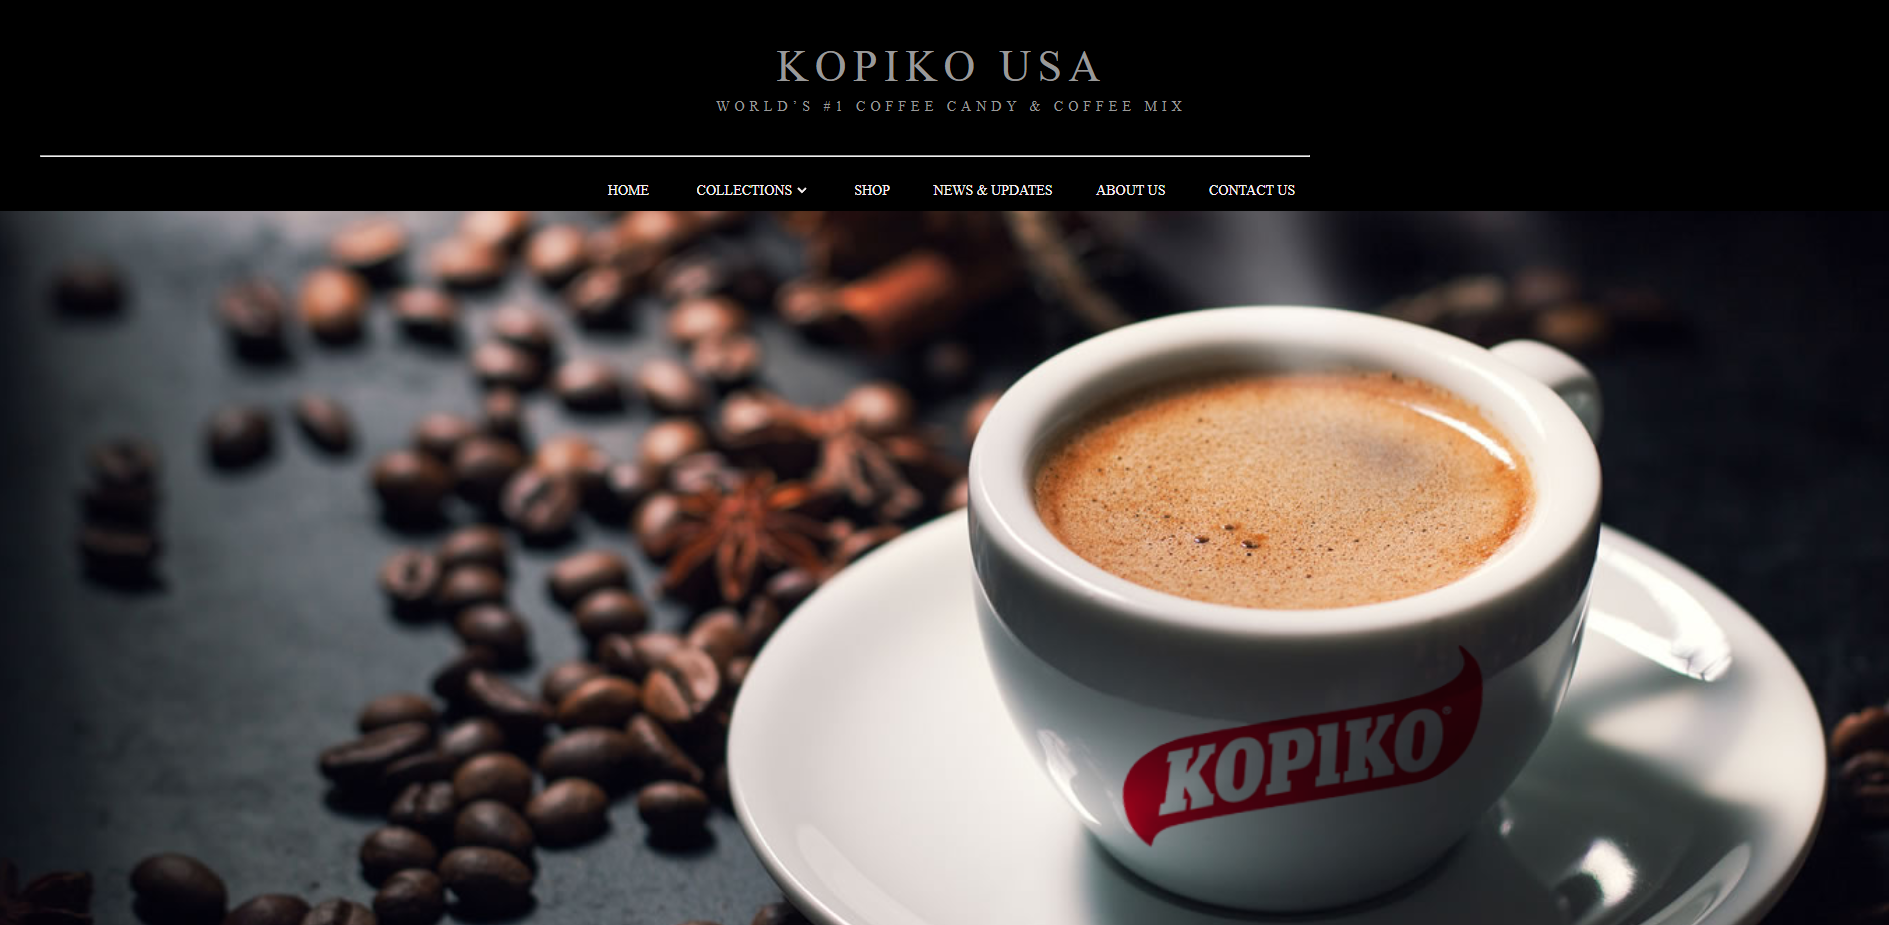 KOPIKO USA
WORLD'S #1 COFFEE CANDY & COFFEE MIX
HOME COLLECTIONS SHOP NEWS & UPDATES ABOUT US CONTACT US
KOPIKO®